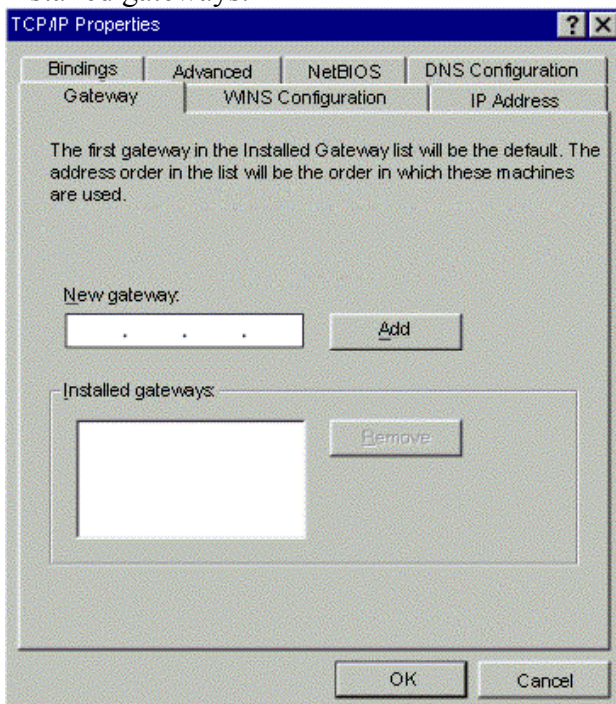 installed gateways.
TCP/IP Properties
Bindings
Advanced
NetBIOS
DNS Configuration
Gateway
WINS Configuration
IP Address
The first gateway in the Installed Gateway list will be the default. The
address order in the list will be the order in which these machines
are used.
New gateway:
. . .
Add
Installed gateways:
Remove
OK
Cancel